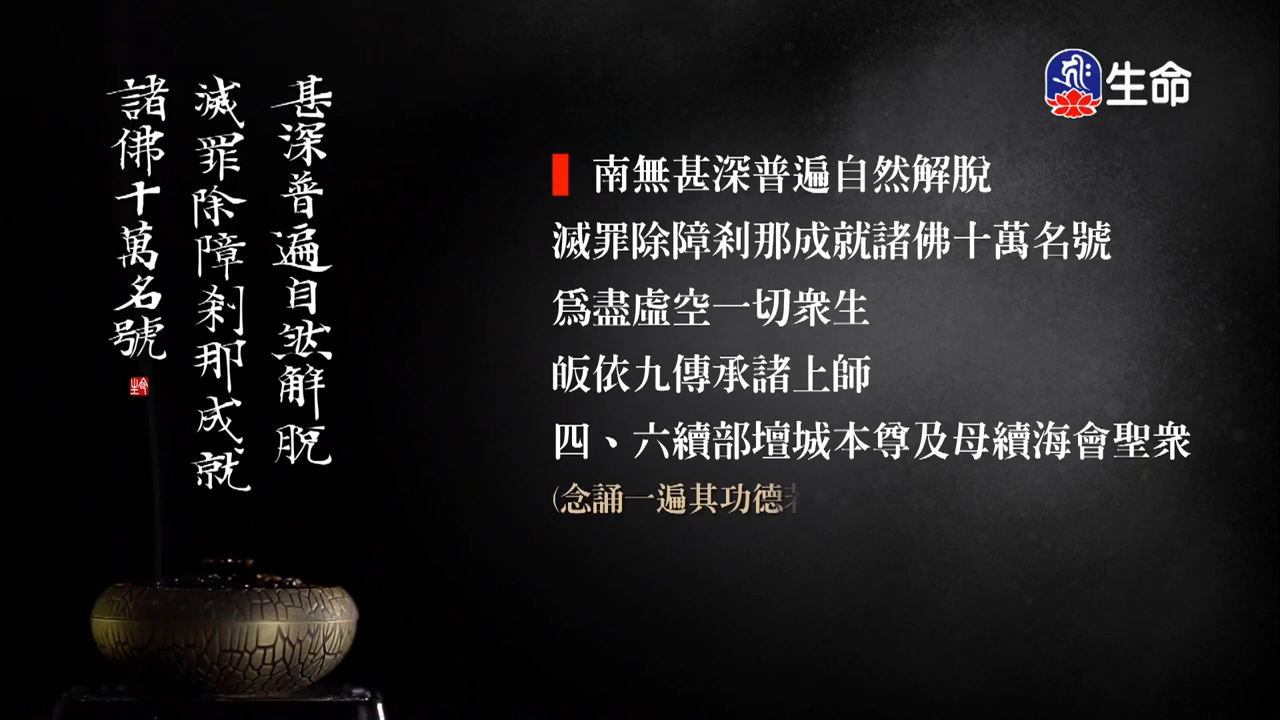 甚深普遍自然解脫
滅罪除障剎那成就
諸佛十萬名號
生命
南無甚深普遍自然解脫
滅罪除障剎那成就諸佛十萬名號
爲盡虛空一切衆生
皈依九傳承諸上師
四、六續部壇城本尊及母續海會聖衆
(念誦一遍其功德